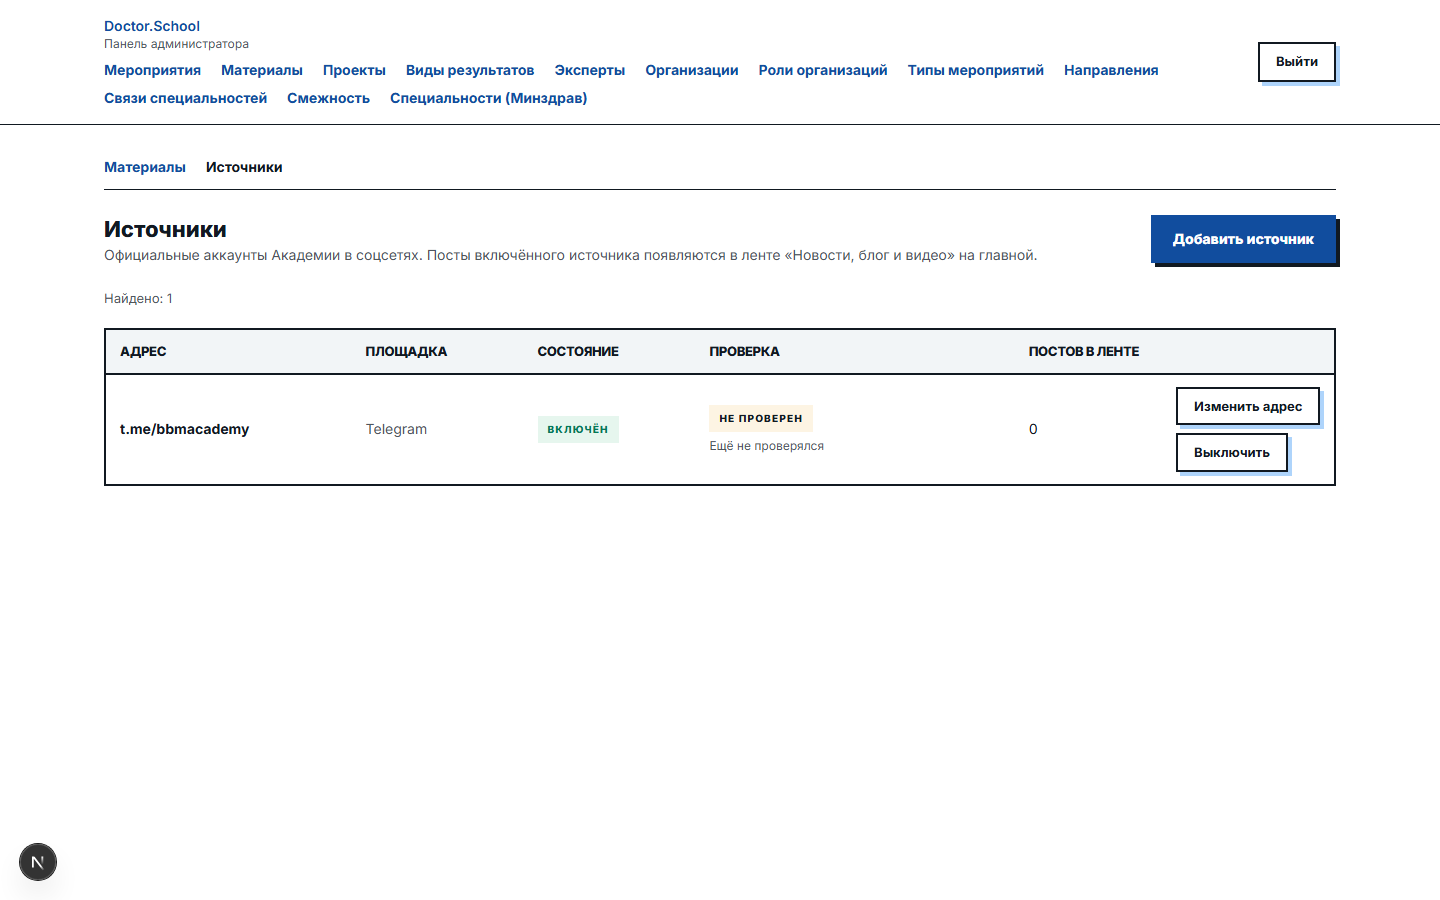 Doctor.School
Панель администратора
Мероприятия Материалы Проекты Виды результатов Эксперты Организации Роли организаций Типы мероприятий Направления
Связи специальностей Смежность Специальности (Минздрав)
Выйти
Материалы Источники
Источники
Официальные аккаунты Академии в соцсетях. Посты включённого источника появляются в ленте «Новости, блог и видео» на главной.
Добавить источник
Найдено: 1
АДРЕС ПЛОЩАДКА СОСТОЯНИЕ ПРОВЕРКА ПОСТОВ В ЛЕНТЕ
t.me/bbmacademy Telegram ВКЛЮЧЁН НЕ ПРОВЕРЕН 0 Изменить адрес
Ещё не проверялся Выключить
N